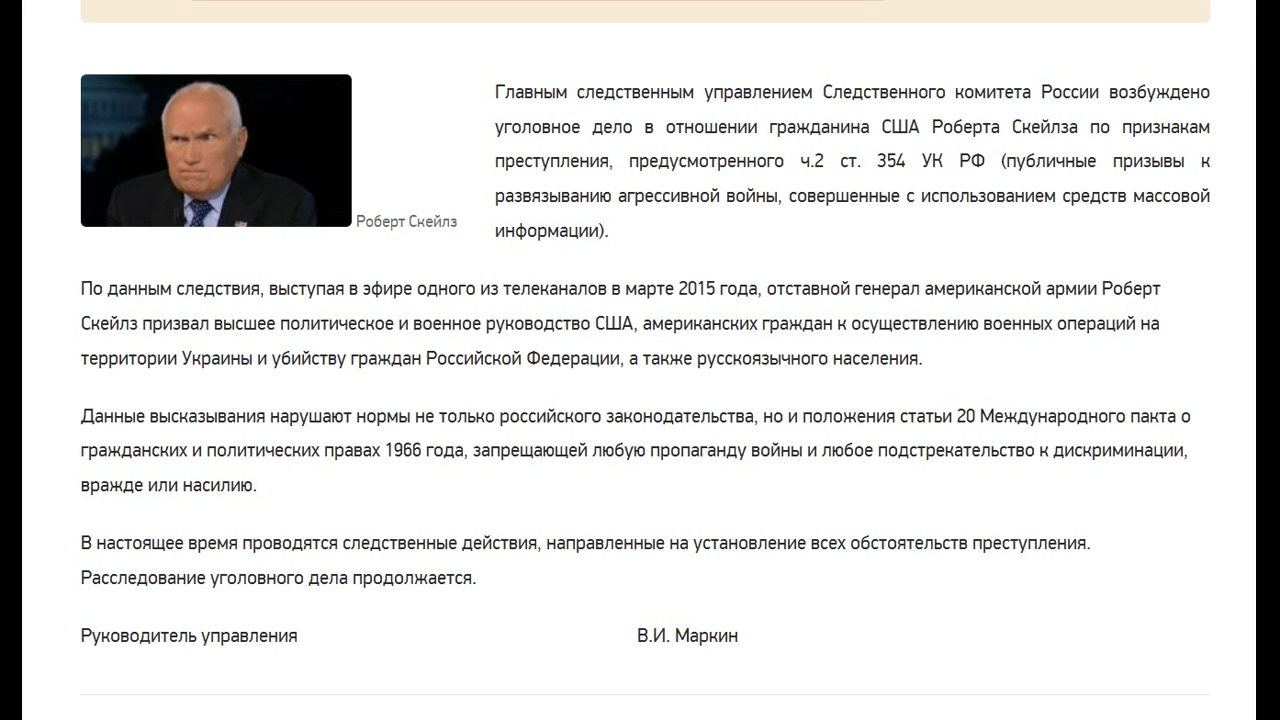 Роберт Скейлз
Главным следственным управлением Следственного комитета России возбуждено
уголовное дело в отношении гражданина США Роберта Скейлза по признакам
преступления, предусмотренного ч.2 ст. 354 УК РФ (публичные призывы к
развязыванию агрессивной войны, совершенные с использованием средств массовой
информации).
По данным следствия, выступая в эфире одного из телеканалов в марте 2015 года, отставной генерал американской армии Роберт
Скейлз призвал высшее политическое и военное руководство США, американских граждан к осуществлению военных операций на
территории Украины и убийству граждан Российской Федерации, а также русскоязычного населения.
Данные высказывания нарушают нормы не только российского законодательства, но и положения статьи 20 Международного пакта о
гражданских и политических правах 1966 года, запрещающей любую пропаганду войны и любое подстрекательство к дискриминации,
вражде или насилию.
В настоящее время проводятся следственные действия, направленные на установление всех обстоятельств преступления.
Расследование уголовного дела продолжается.
Руководитель управления В.И. Маркин